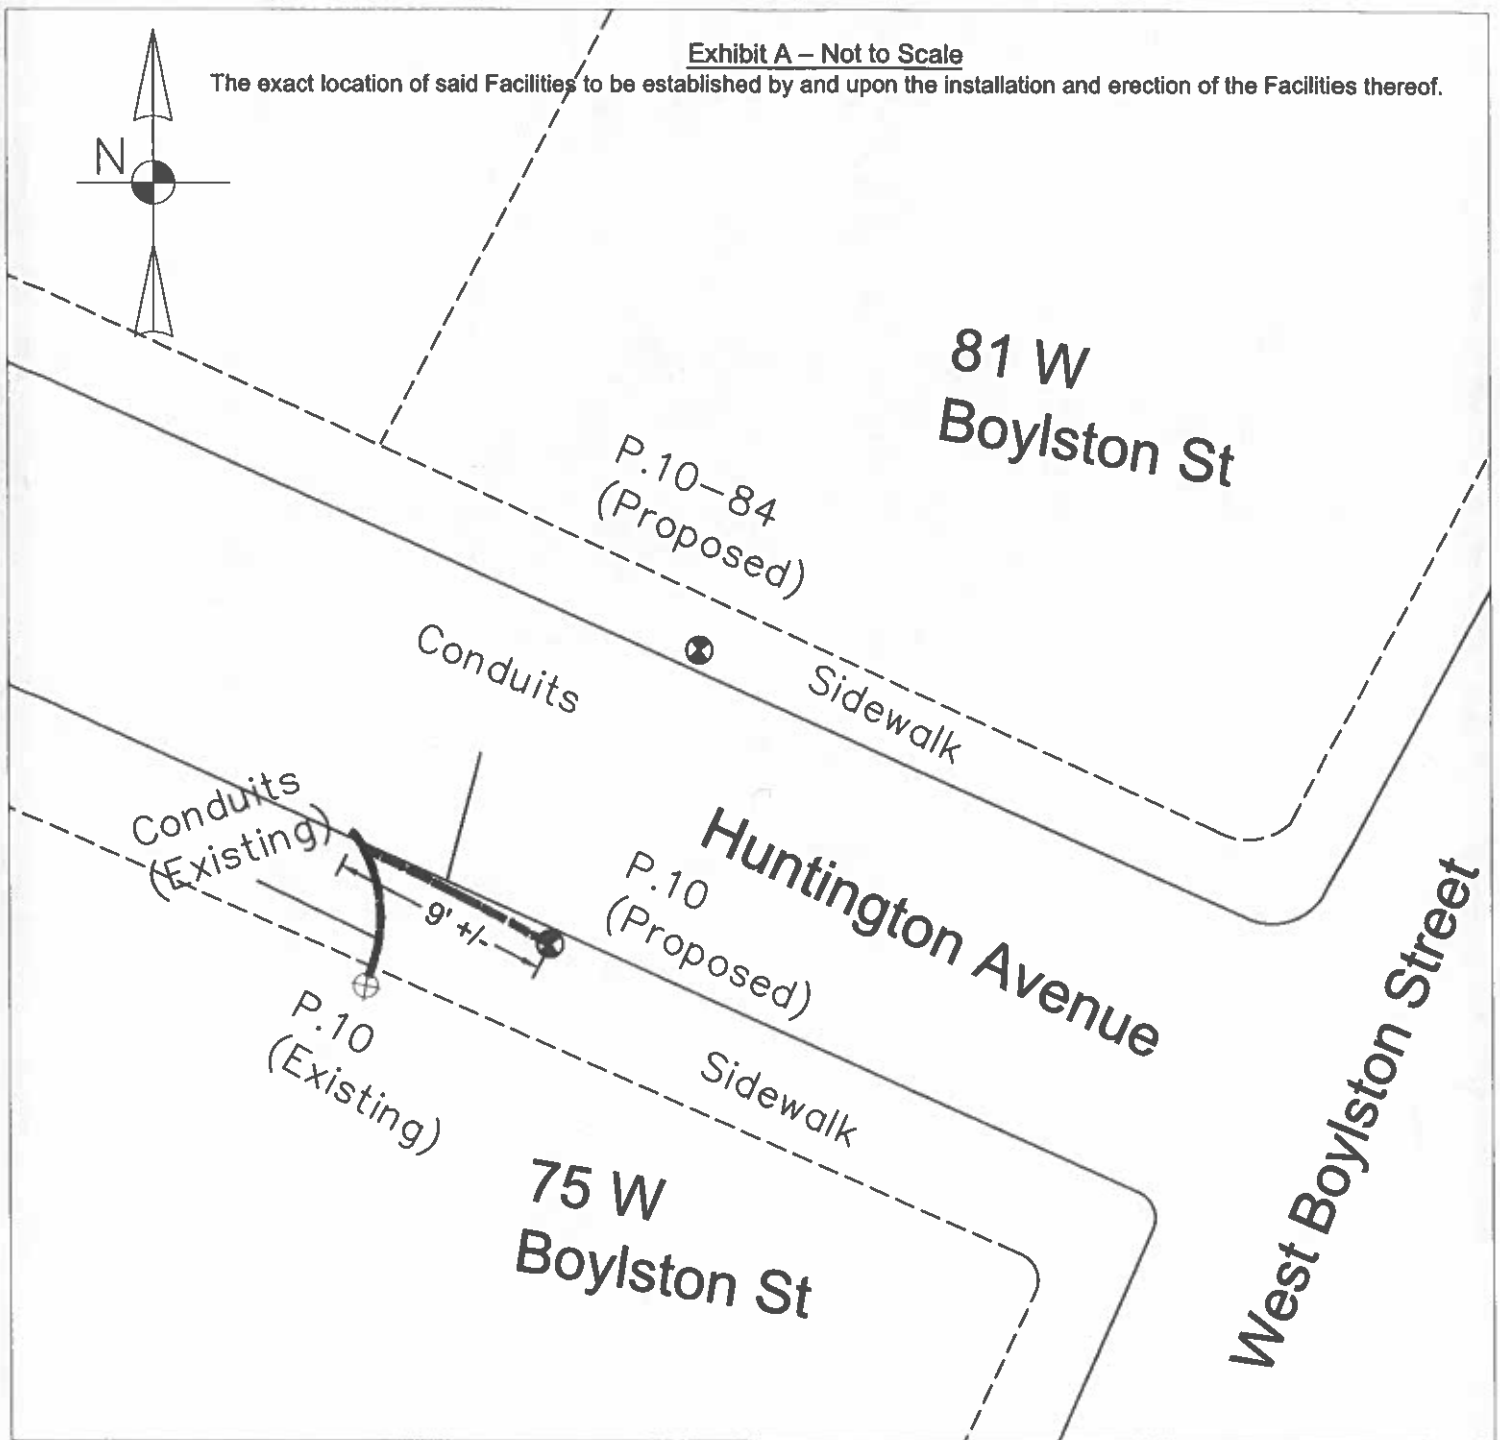 Exhibit A – Not to Scale
The exact location of said Facilities to be established by and upon the installation and erection of the Facilities thereof.
N
81 W
Boylston St
P.10-84
(Proposed)
Conduits
Sidewalk
Conduits
(Existing)
Huntington Avenue
P.10
(Proposed)
9' +/-
P.10
(Existing)
Sidewalk
West Boylston Street
75 W
Boylston St